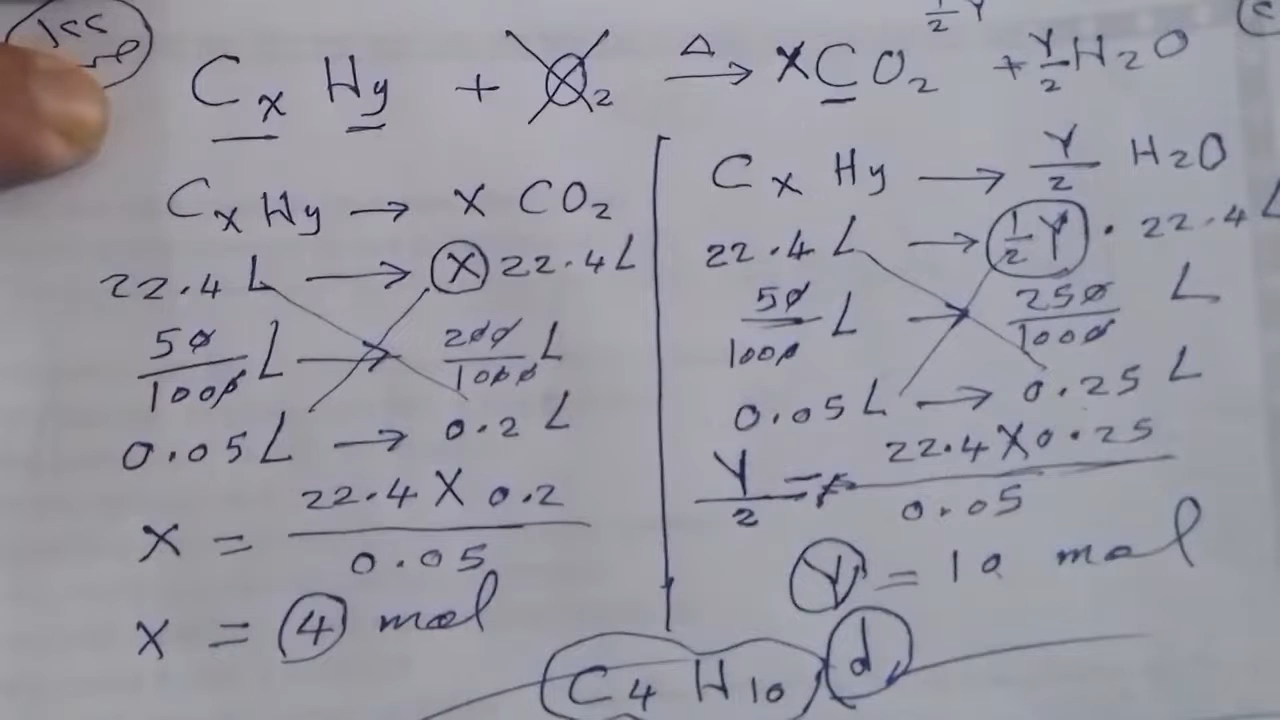 1/2 Y
CxHy + O2 —Δ→ XCO2 + Y/2 H2O
CxHy → X CO2
22.4 L → X 22.4 L
50/1000 L → 200/1000 L
0.05 L → 0.2 L
X = 22.4 X 0.2 / 0.05
X = 4 mol
CxHy → Y/2 H2O
22.4 L → 1/2 Y . 22.4 L
50/1000 L → 250/1000 L
0.05 L → 0.25 L
Y/2 = 22.4 X 0.25 / 0.05
Y = 10 mol
C4H10 d